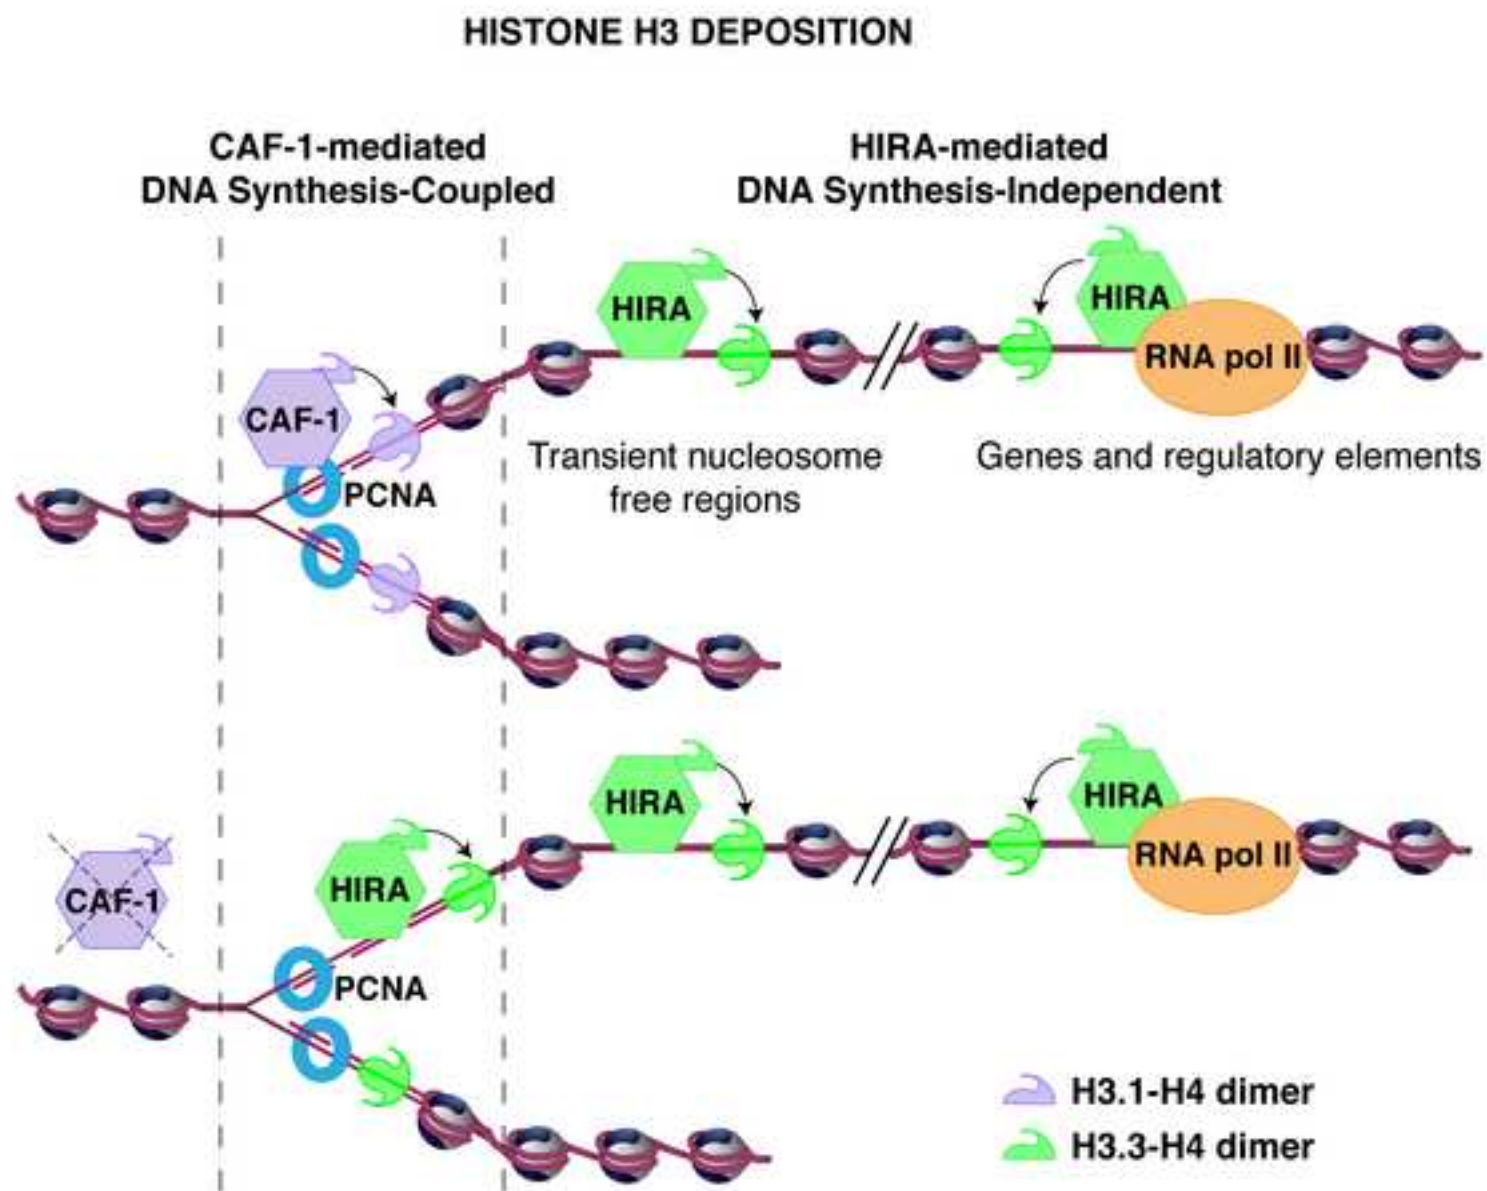 HISTONE H3 DEPOSITION
CAF-1-mediated
DNA Synthesis-Coupled
HIRA-mediated
DNA Synthesis-Independent
HIRA
HIRA
RNA pol II
CAF-1
PCNA
Transient nucleosome
free regions
Genes and regulatory elements
HIRA
HIRA
RNA pol II
CAF-1
HIRA
PCNA
H3.1-H4 dimer
H3.3-H4 dimer